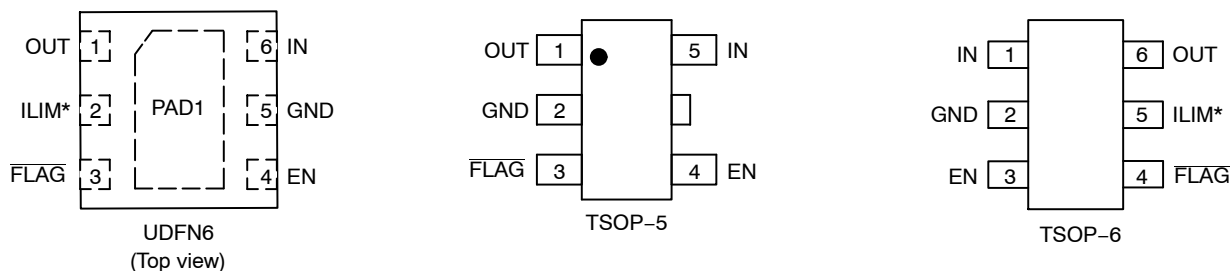 OUT 1 6 IN
ILIM* 2 PAD1 5 GND
FLAG 3 4 EN
UDFN6
(Top view)
OUT 1 5 IN
GND 2
FLAG 3 4 EN
TSOP−5
IN 1 6 OUT
GND 2 5 ILIM*
EN 3 4 FLAG
TSOP−6